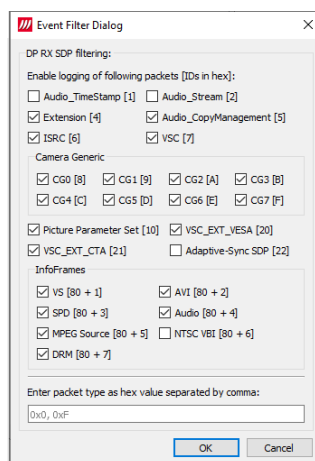 Event Filter Dialog
DP RX SDP filtering:
Enable logging of following packets [IDs in hex]:
Audio_TimeStamp [1] Audio_Stream [2]
Extension [4] Audio_CopyManagement [5]
ISRC [6] VSC [7]
Camera Generic
CG0 [8] CG1 [9] CG2 [A] CG3 [B]
CG4 [C] CG5 [D] CG6 [E] CG7 [F]
Picture Parameter Set [10] VSC_EXT_VESA [20]
VSC_EXT_CTA [21] Adaptive-Sync SDP [22]
InfoFrames
VS [80 + 1] AVI [80 + 2]
SPD [80 + 3] Audio [80 + 4]
MPEG Source [80 + 5] NTSC VBI [80 + 6]
DRM [80 + 7]
Enter packet type as hex value separated by comma:
0x0, 0xF
OK Cancel